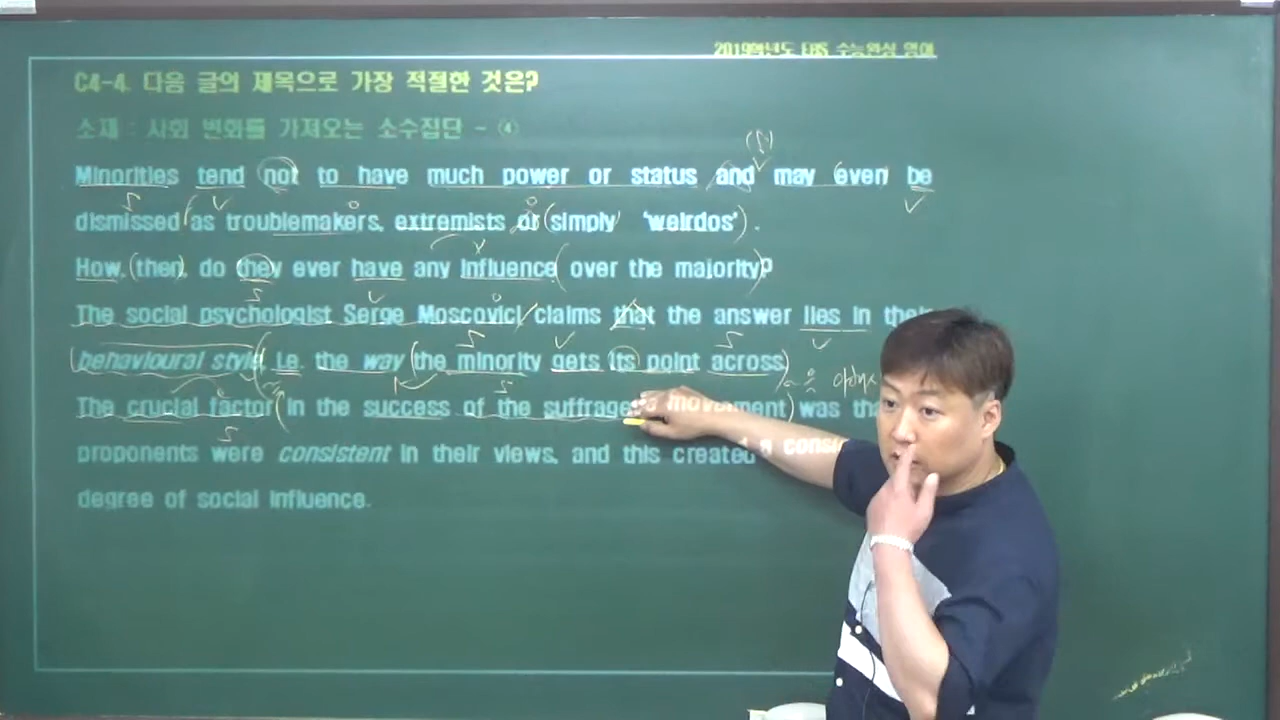 2019학년도 EBS 수능완성 영어
C4-4. 다음 글의 제목으로 가장 적절한 것은?
소재 : 사회 변화를 가져오는 소수집단 - ④
Minorities tend not to have much power or status and may even be
dismissed as troublemakers, extremists or simply 'weirdos'.
How, then, do they ever have any influence over the majority?
The social psychologist Serge Moscovici claims that the answer lies in their
behavioural style, i.e. the way the minority gets its point across.
The crucial factor in the success of the suffragette movement was
proponents were consistent in their views, and this created a
degree of social influence.